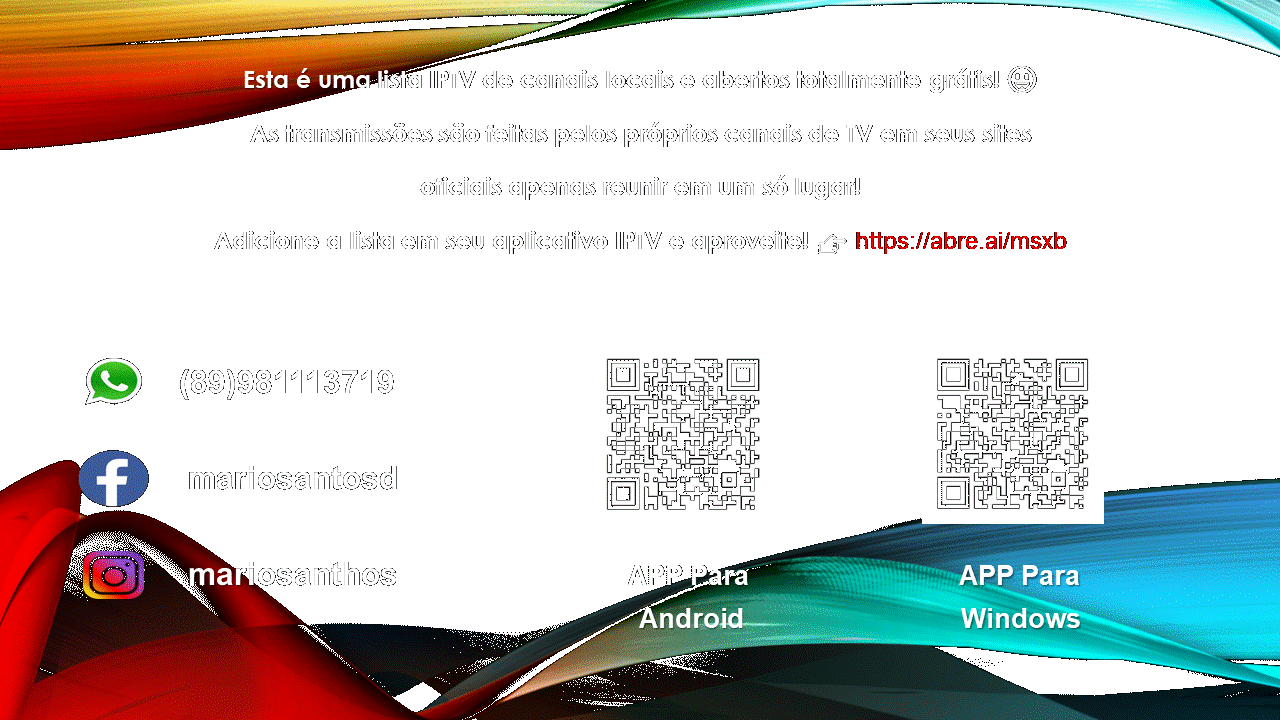 Esta é uma lista IPTV de canais locais e abertos totalmente grátis! 😃
As transmissões são feitas pelos próprios canais de TV em seus sites
oficiais apenas reunir em um só lugar!
Adicione a lista em seu aplicativo IPTV e aproveite! 👉 https://abre.ai/msxb
(89)981113719
mariosantosd
mariosanthos
APP Para
Android
APP Para
Windows